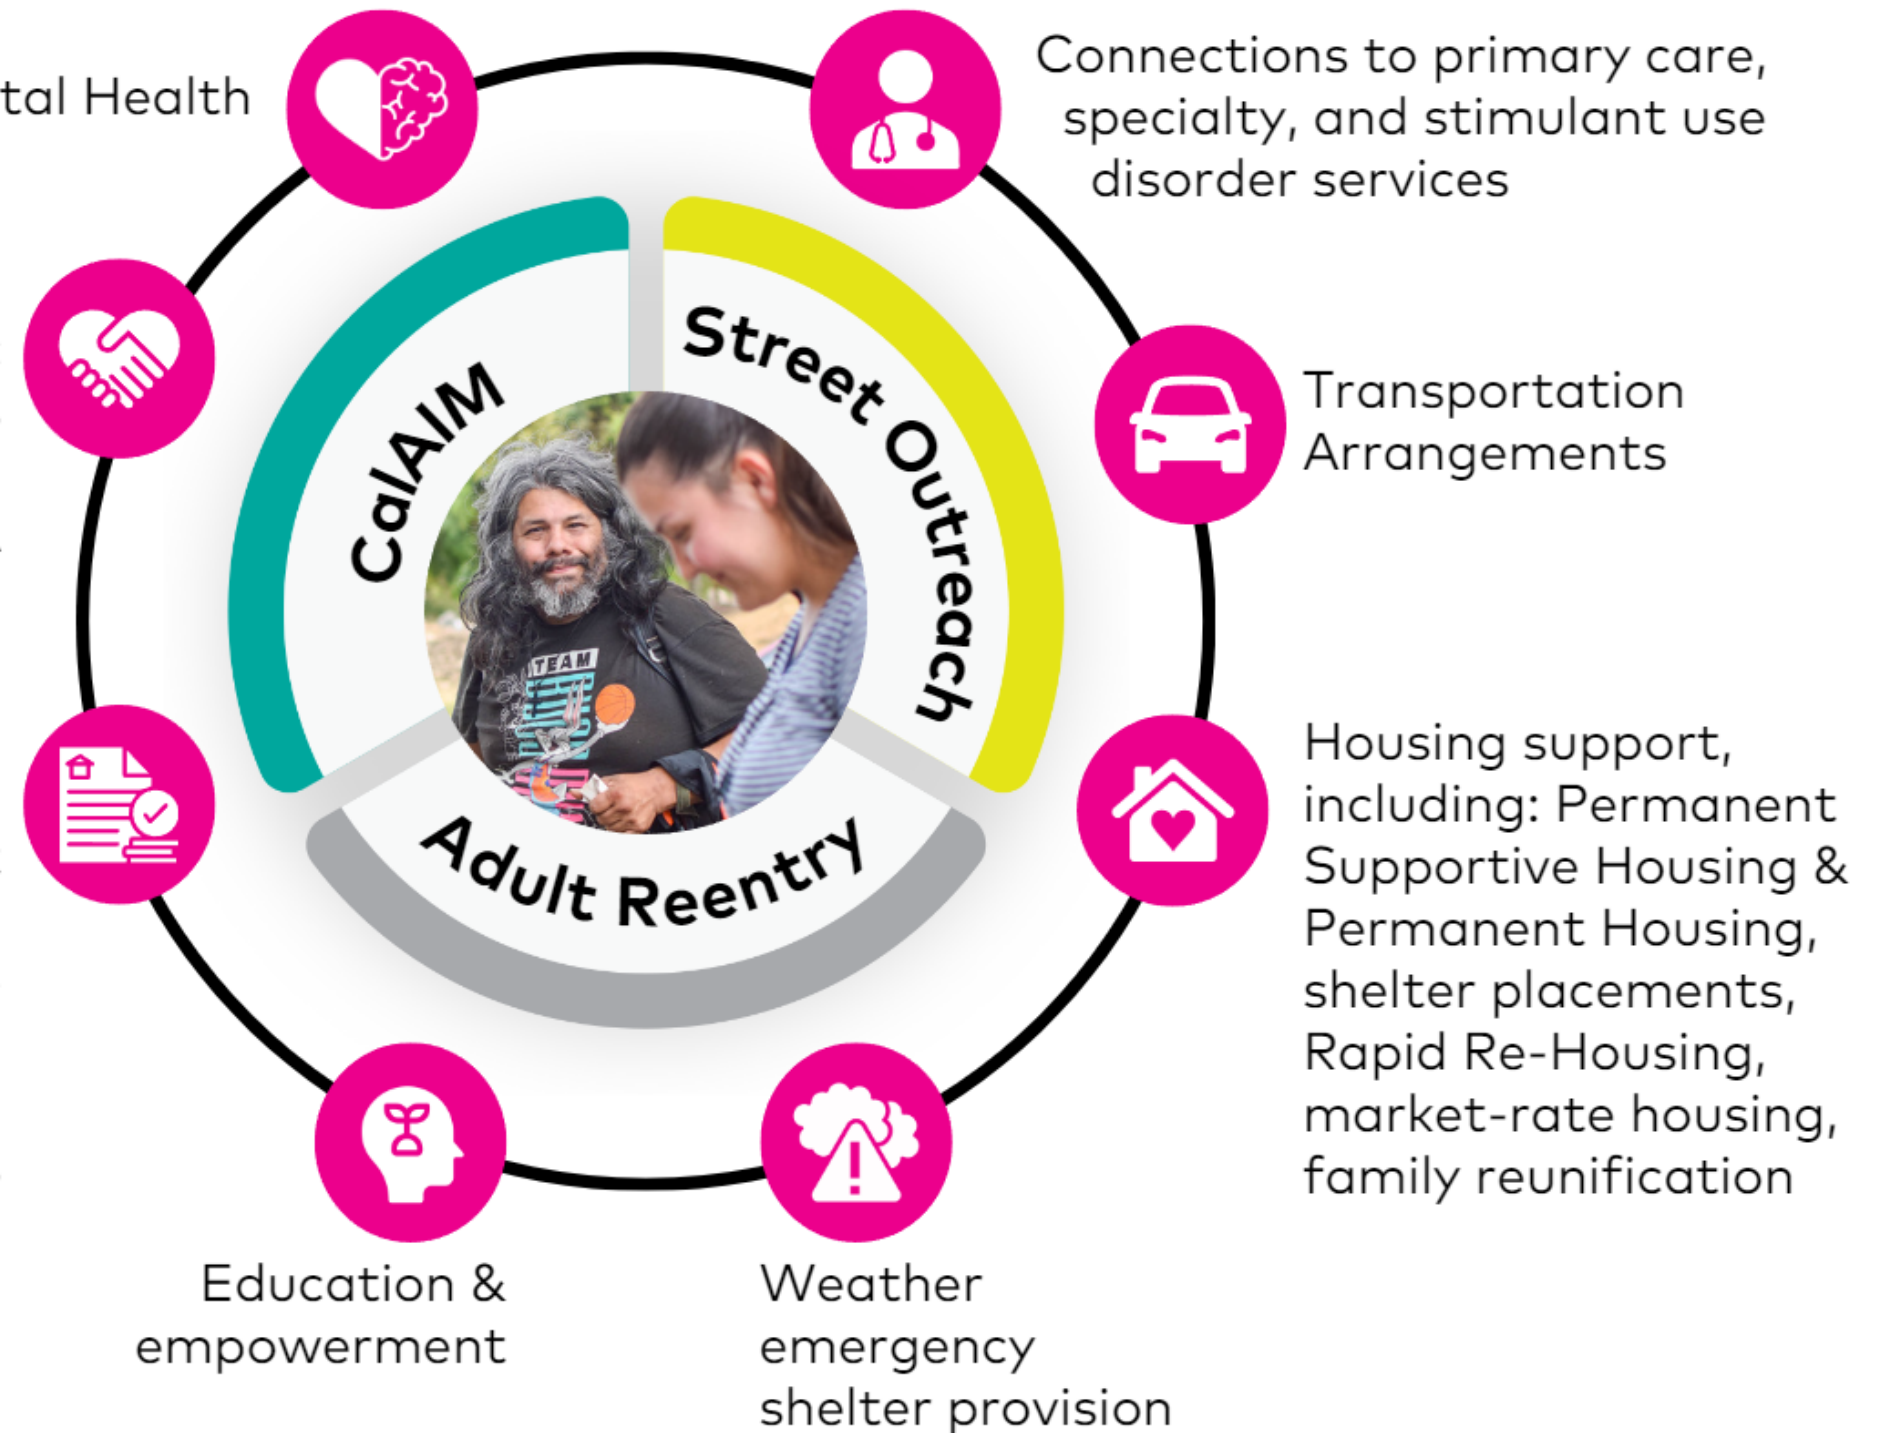 tal Health
Connections to primary care,
specialty, and stimulant use
disorder services
CalAIM
Street Outreach
Adult Reentry
TEAM
Transportation
Arrangements
Housing support,
including: Permanent
Supportive Housing &
Permanent Housing,
shelter placements,
Rapid Re-Housing,
market-rate housing,
family reunification
Education &
empowerment
Weather
emergency
shelter provision